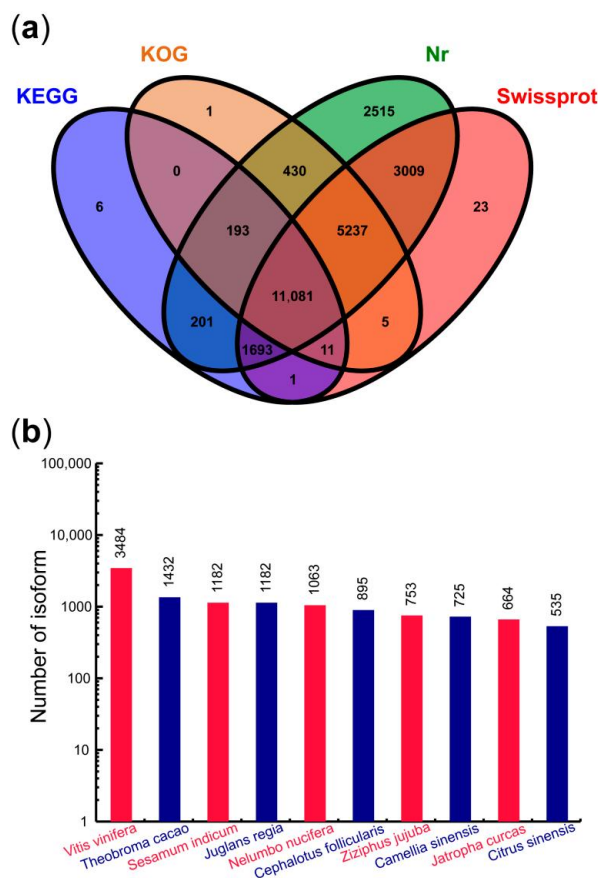 (a)
KOG
Nr
KEGG
Swissprot
1
2515
0
430
3009
6
193
5237
23
11,081
201
5
1693
11
1
(b)
Number of isoform
100,000
10,000
1000
100
10
1
3484
1432
1182
1182
1063
895
753
725
664
535
Vitis vinifera
Theobroma cacao
Sesamum indicum
Juglans regia
Nelumbo nucifera
Cephalotus follicularis
Ziziphus jujuba
Camellia sinensis
Jatropha curcas
Citrus sinensis